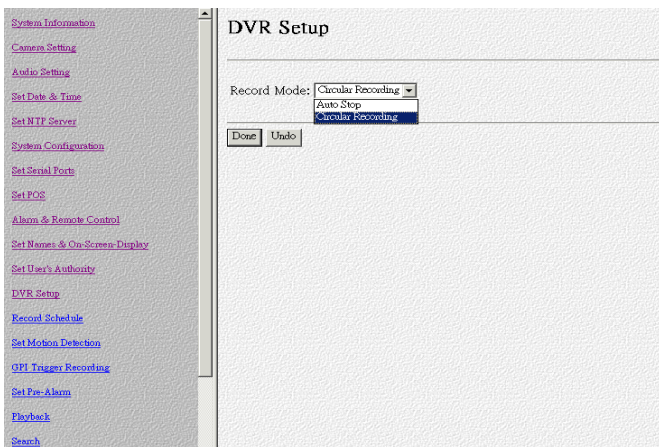 System Information
Camera Setting
Audio Setting
Set Date & Time
Set NTP Server
System Configuration
Set Serial Ports
Set POS
Alarm & Remote Control
Set Names & On-Screen-Display
Set User's Authority
DVR Setup
Record Schedule
Set Motion Detection
GPI Trigger Recording
Set Pre-Alarm
Playback
Search
DVR Setup
Record Mode: Circular Recording
Auto Stop
Circular Recording
Done Undo